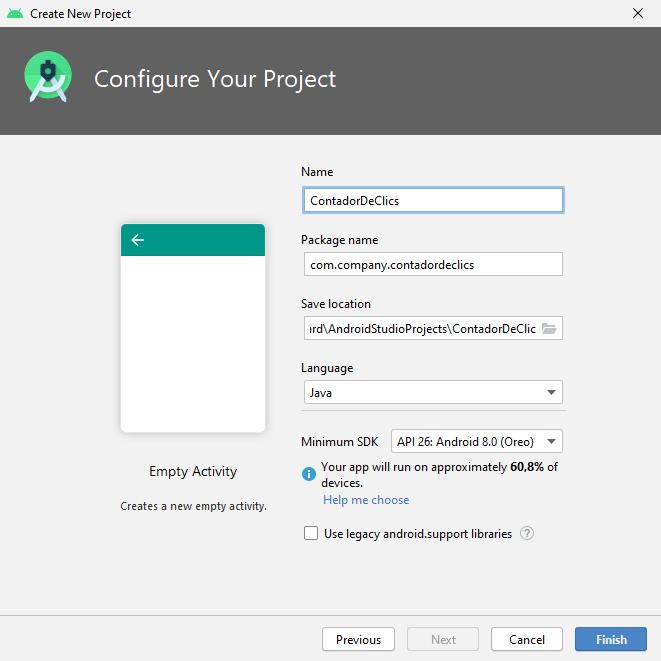 Create New Project
Configure Your Project
Name
ContadorDeClics
Package name
com.company.contadordeclics
Save location
rd\AndroidStudioProjects\ContadorDeClic
Language
Java
Minimum SDK
API 26: Android 8.0 (Oreo)
Your app will run on approximately 60,8% of
devices.
Help me choose
Use legacy android.support libraries
?
Empty Activity
Creates a new empty activity.
Previous
Next
Cancel
Finish